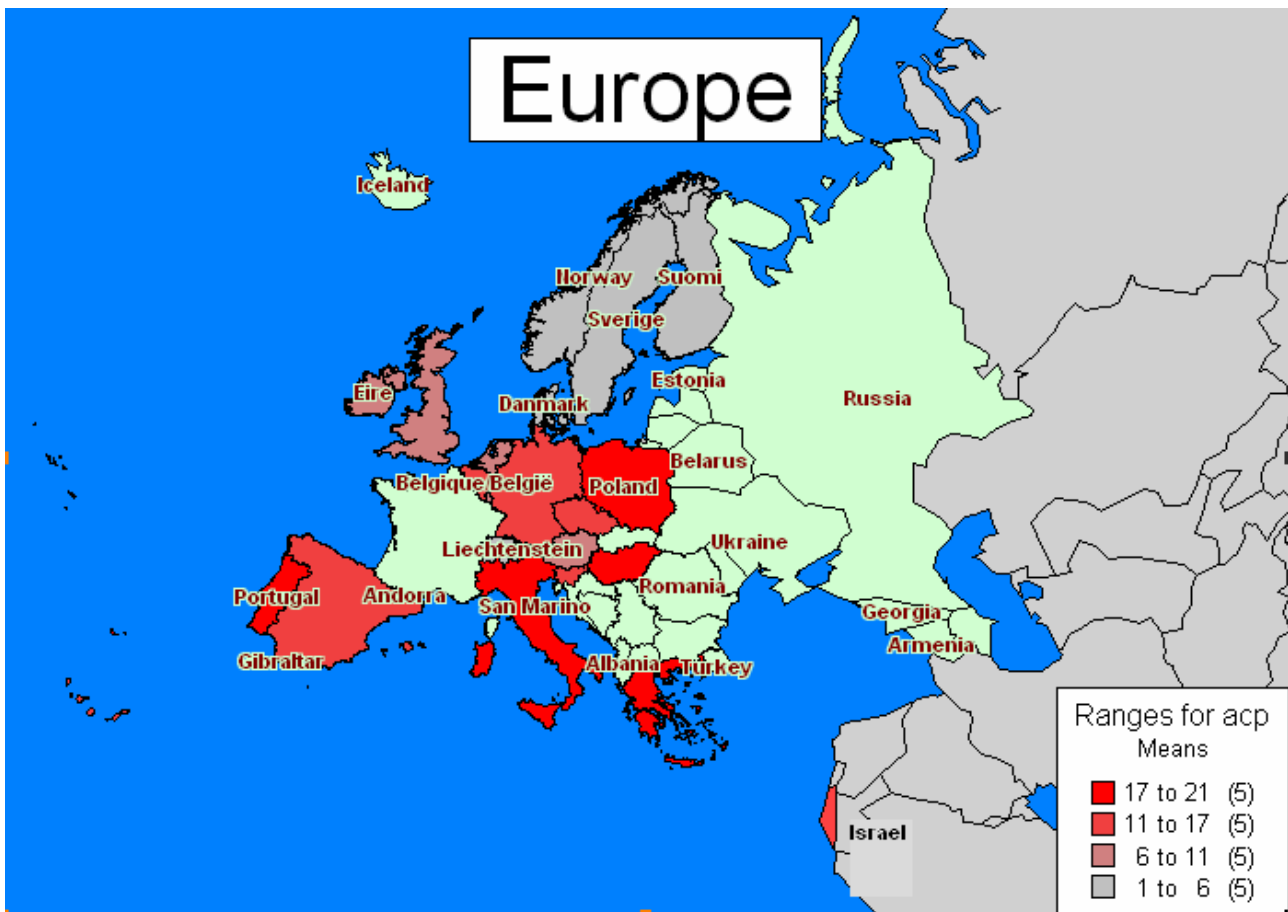 Europe
Iceland
Norway
Suomi
Sverige
Estonia
Eire
Danmark
Russia
Belarus
Belgique/België
Poland
Ukraine
Liechtenstein
Romania
Portugal
Andorra
San Marino
Georgia
Armenia
Gibraltar
Albania
Türkey
Ranges for acp
Means
17 to 21 (5)
11 to 17 (5)
6 to 11 (5)
1 to 6 (5)
Israel